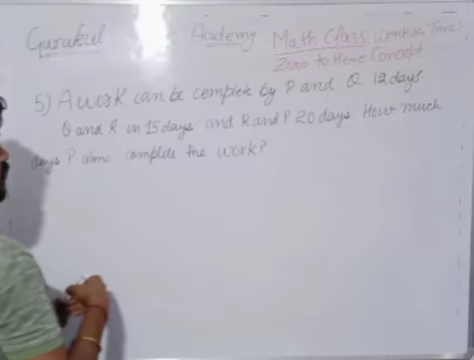 Gurukul Academy Math Class, Work & Time
Zero to Hero Concept
5) A work can be complete by P and Q 12 days.
Q and R in 15 days and R and P 20 days How much
days P alone complete the work?